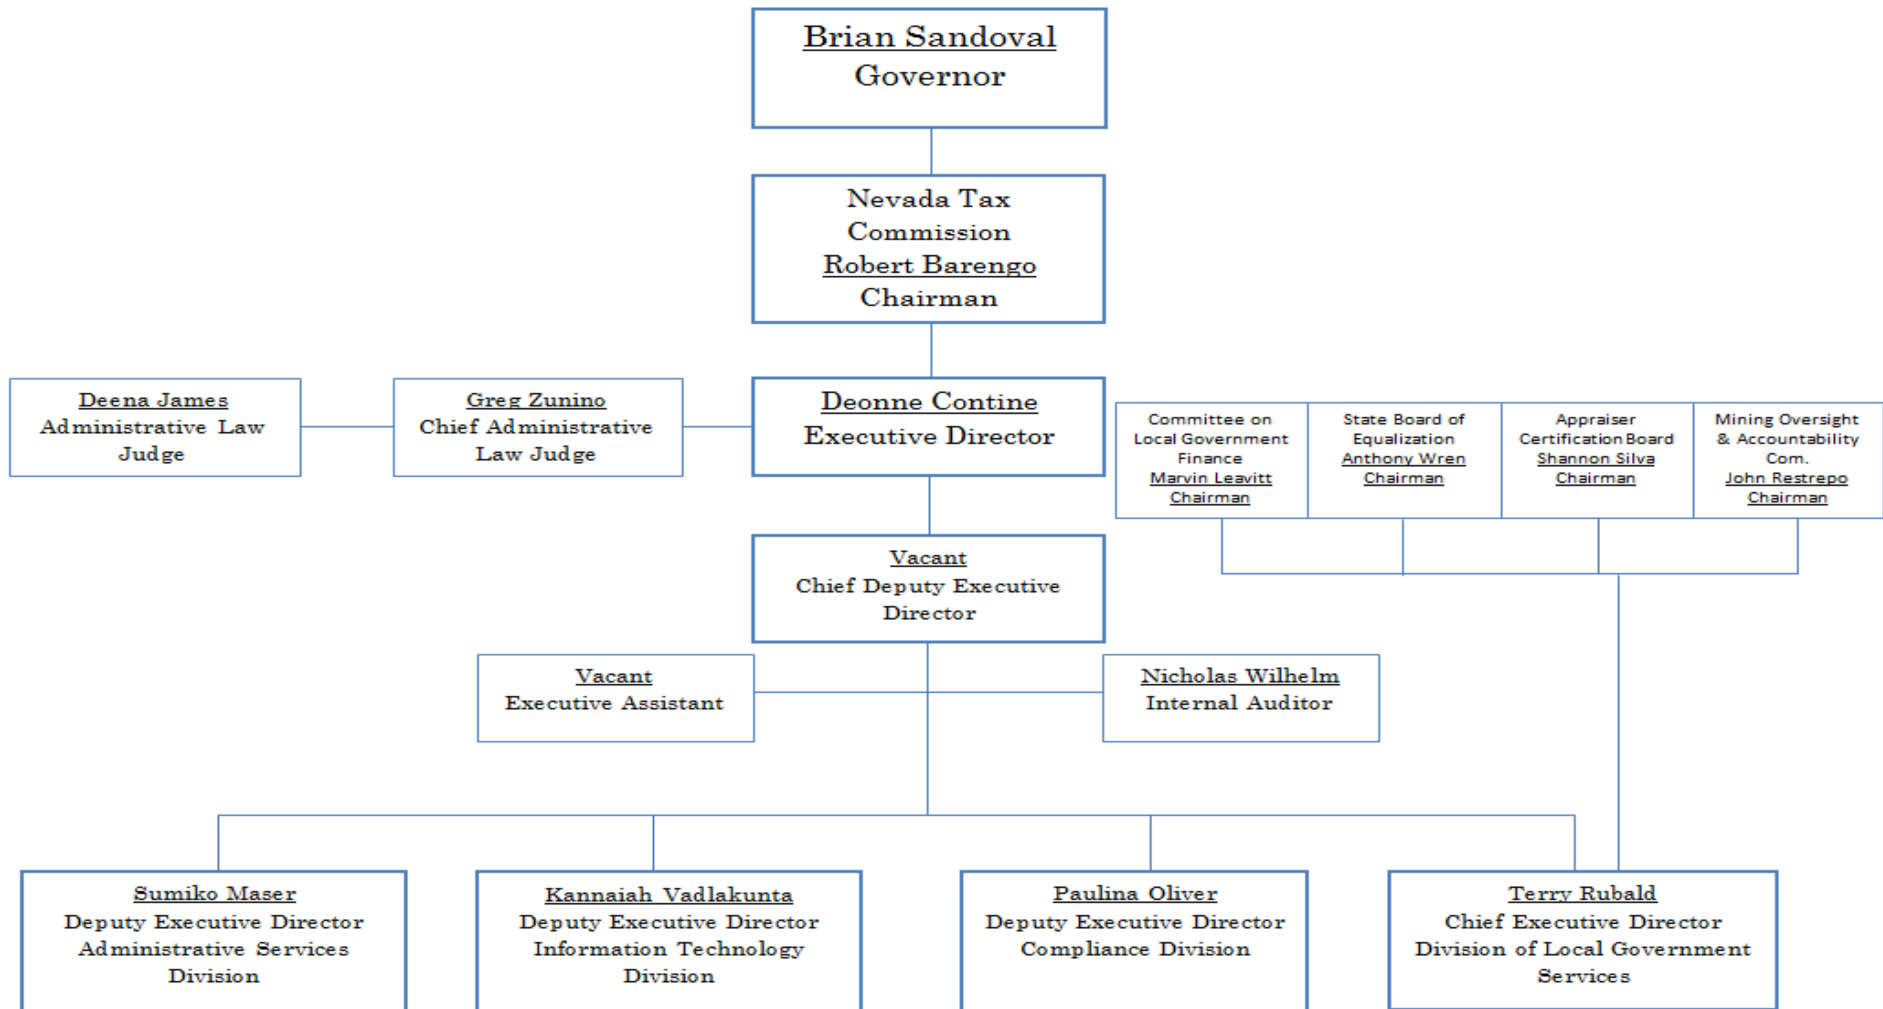 Brian Sandoval
Governor
Nevada Tax
Commission
Robert Barengo
Chairman
Deena James
Administrative Law
Judge
Greg Zunino
Chief Administrative
Law Judge
Deonne Contine
Executive Director
Committee on
Local Government
Finance
Marvin Leavitt
Chairman
State Board of
Equalization
Anthony Wren
Chairman
Appraiser
Certification Board
Shannon Silva
Chairman
Mining Oversight
& Accountability
Com.
John Restrepo
Chairman
Vacant
Chief Deputy Executive
Director
Vacant
Executive Assistant
Nicholas Wilhelm
Internal Auditor
Sumiko Maser
Deputy Executive Director
Administrative Services
Division
Kannaiah Vadlakunta
Deputy Executive Director
Information Technology
Division
Paulina Oliver
Deputy Executive Director
Compliance Division
Terry Rubald
Chief Executive Director
Division of Local Government
Services